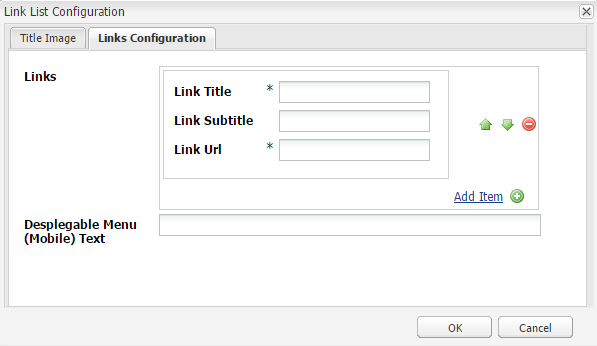 Link List Configuration
Title Image
Links Configuration
Links
Link Title *
Link Subtitle
Link Url *
Add Item
Desplegable Menu
(Mobile) Text
OK
Cancel